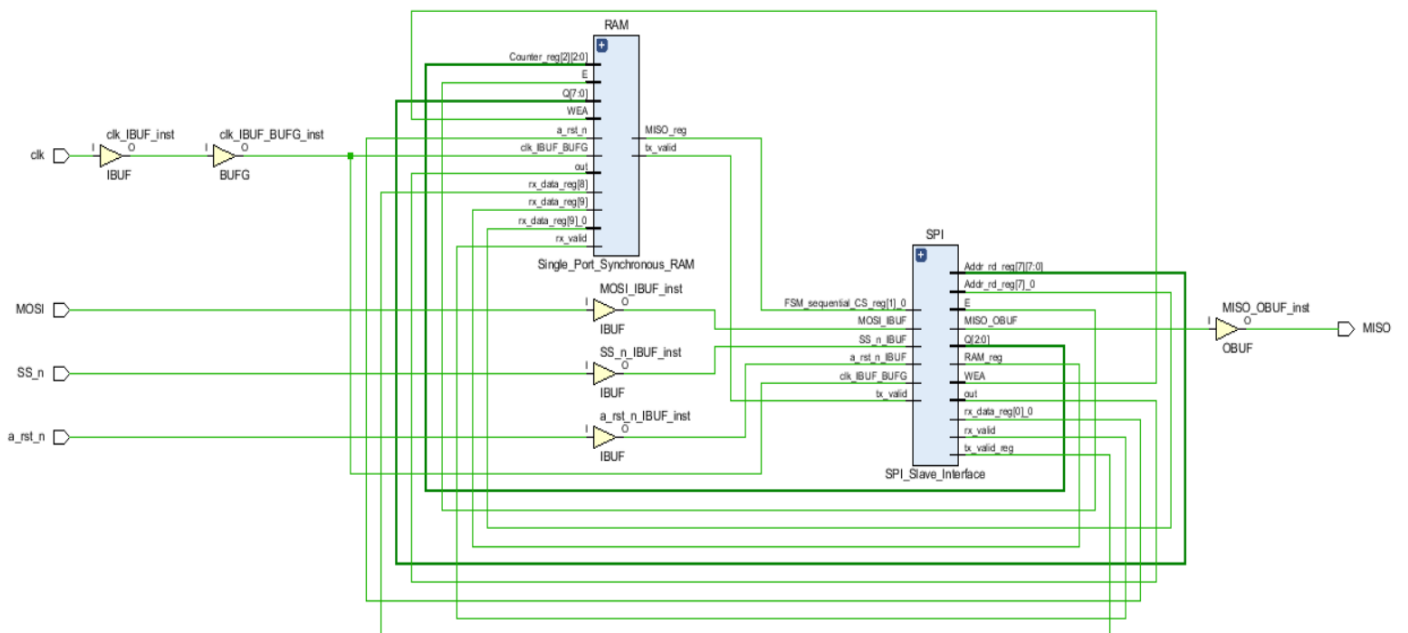 RAM
Counter_reg[2][2:0]
E
Q[7:0]
WEA
a_rst_n
clk_IBUF_BUFG
out
rx_data_reg[8]
rx_data_reg[9]
rx_data_reg[9]_0
rx_valid
MISO_reg
tx_valid
Single_Port_Synchronous_RAM
clk
clk_IBUF_inst
I
O
IBUF
clk_IBUF_BUFG_inst
I
O
BUFG
MOSI
MOSI_IBUF_inst
I
O
IBUF
SS_n
SS_n_IBUF_inst
I
O
IBUF
a_rst_n
a_rst_n_IBUF_inst
I
O
IBUF
SPI
FSM_sequential_CS_reg[1]_0
MOSI_IBUF
SS_n_IBUF
a_rst_n_IBUF
clk_IBUF_BUFG
tx_valid
Addr_rd_reg[7][7:0]
Addr_rd_reg[7]_0
E
MISO_OBUF
Q[2:0]
RAM_reg
WEA
out
rx_data_reg[0]_0
rx_valid
tx_valid_reg
SPI_Slave_Interface
MISO_OBUF_inst
I
O
OBUF
MISO